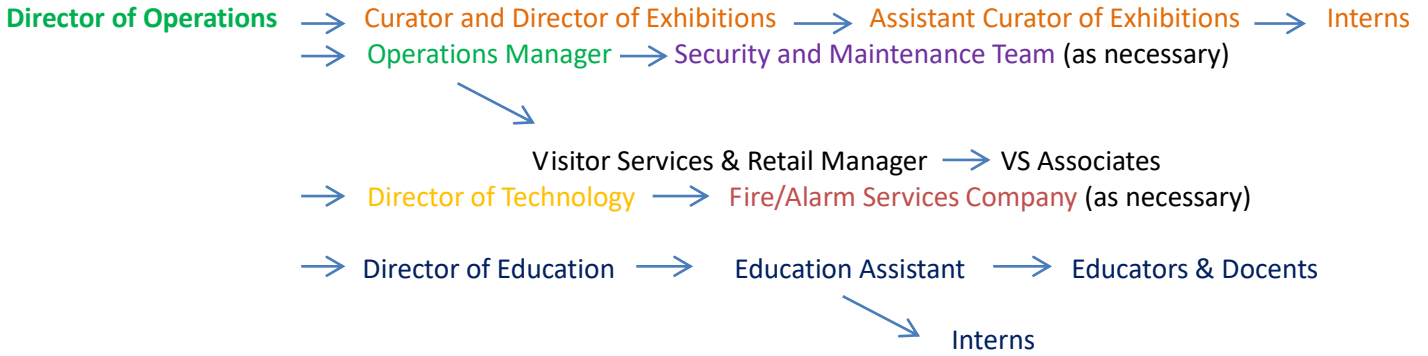 Director of Operations Curator and Director of Exhibitions Assistant Curator of Exhibitions Interns
Operations Manager Security and Maintenance Team (as necessary)
Visitor Services & Retail Manager VS Associates
Director of Technology Fire/Alarm Services Company (as necessary)
Director of Education Education Assistant Educators & Docents
Interns